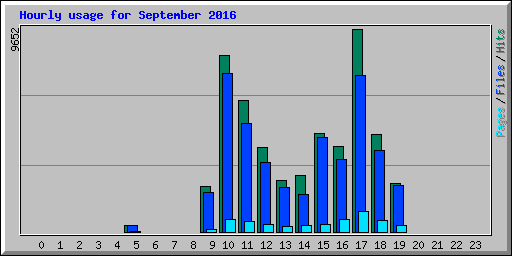 Hourly usage for September 2016
9652
Pages/Files/Hits
0 1 2 3 4 5 6 7 8 9 10 11 12 13 14 15 16 17 18 19 20 21 22 23